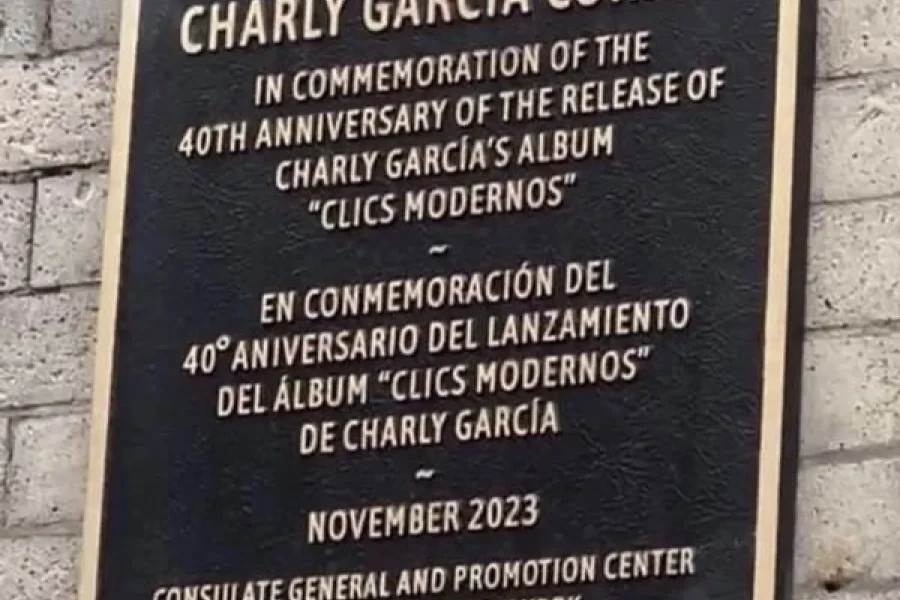 CHARLY GARCÍA
IN COMMEMORATION OF THE
40TH ANNIVERSARY OF THE RELEASE OF
CHARLY GARCÍA'S ALBUM
"CLICS MODERNOS"
~
EN CONMEMORACIÓN DEL
40° ANIVERSARIO DEL LANZAMIENTO
DEL ÁLBUM "CLICS MODERNOS"
DE CHARLY GARCÍA
~
NOVEMBER 2023
CONSULATE GENERAL AND PROMOTION CENTER